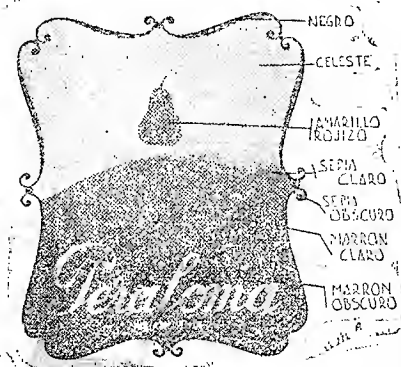 NEGRO
CELESTE
AMARILLO
ROJIZO
SEPIA
CLARO
SEPIA
OBSCURO
MARRON
CLARO
MARRON
OBSCURO
Peraloma